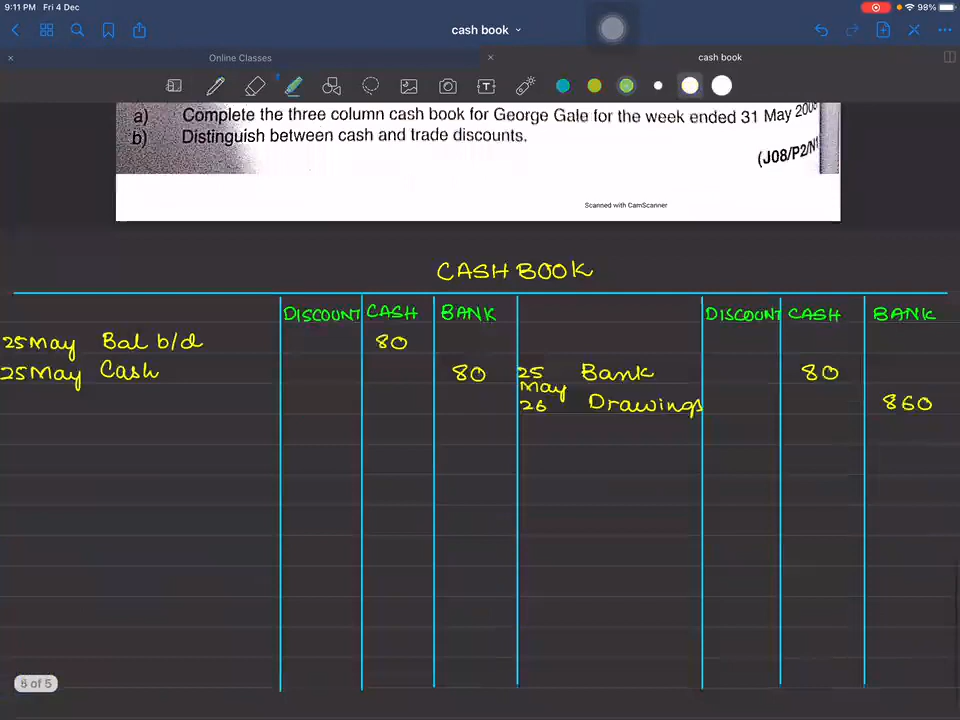 9:11 PM Fri 4 Dec 98%
cash book
Online Classes
cash book
a) Complete the three column cash book for George Gale for the week ended 31 May 2008
b) Distinguish between cash and trade discounts.
(J08/P2/N1
Scanned with CamScanner
CASH BOOK
DISCOUNT CASH BANK DISCOUNT CASH BANK
25 May Bal b/d 80
25 May Cash 80 25 May Bank 80
26 Drawings 860
6 of 5